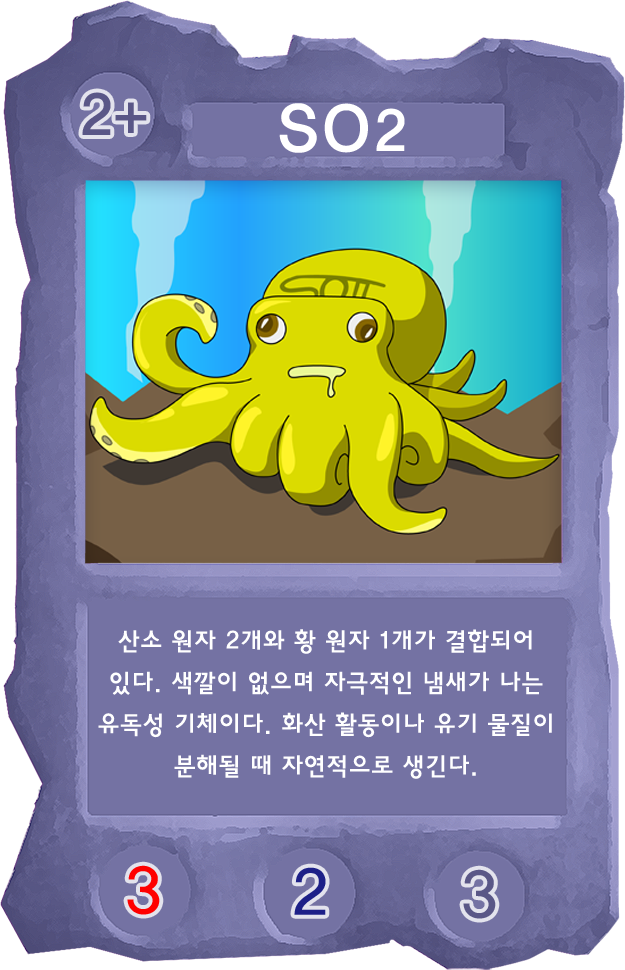 2+
SO2
산소 원자 2개와 황 원자 1개가 결합되어
있다. 색깔이 없으며 자극적인 냄새가 나는
유독성 기체이다. 화산 활동이나 유기 물질이
분해될 때 자연적으로 생긴다.
3 2 3